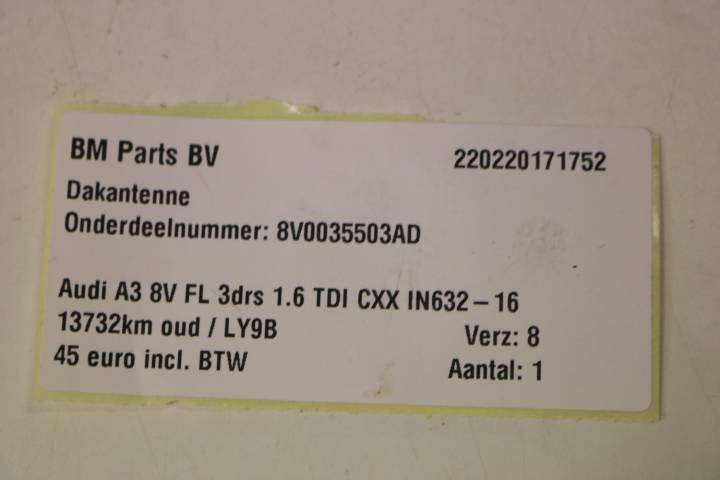 BM Parts BV 220220171752
Dakantenne
Onderdeelnummer: 8V0035503AD
Audi A3 8V FL 3drs 1.6 TDI CXX IN632-16
13732km oud / LY9B Verz: 8
45 euro incl. BTW Aantal: 1